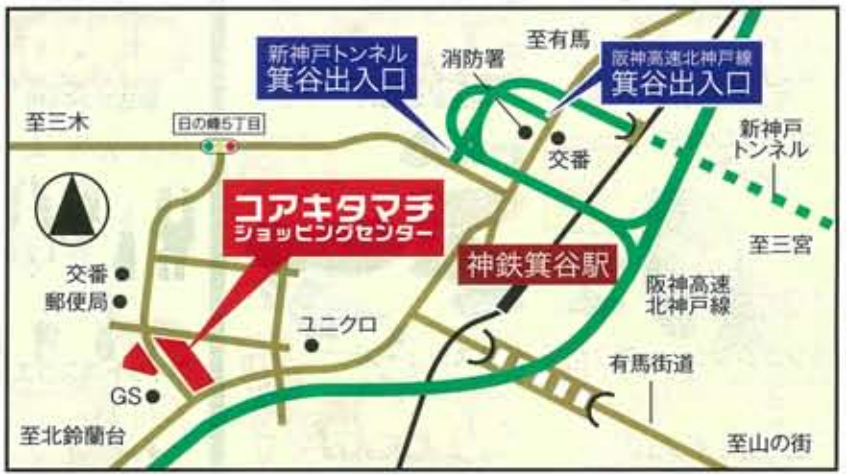 新神戸トンネル
箕谷出入口
消防署
至有馬
阪神高速北神戸線
箕谷出入口
至三木
日の峰5丁目
交番
新神戸
トンネル
コアキタマチ
ショッピングセンター
神鉄箕谷駅
至三宮
交番
郵便局
阪神高速
北神戸線
ユニクロ
有馬街道
GS
至北鈴蘭台
至山の街